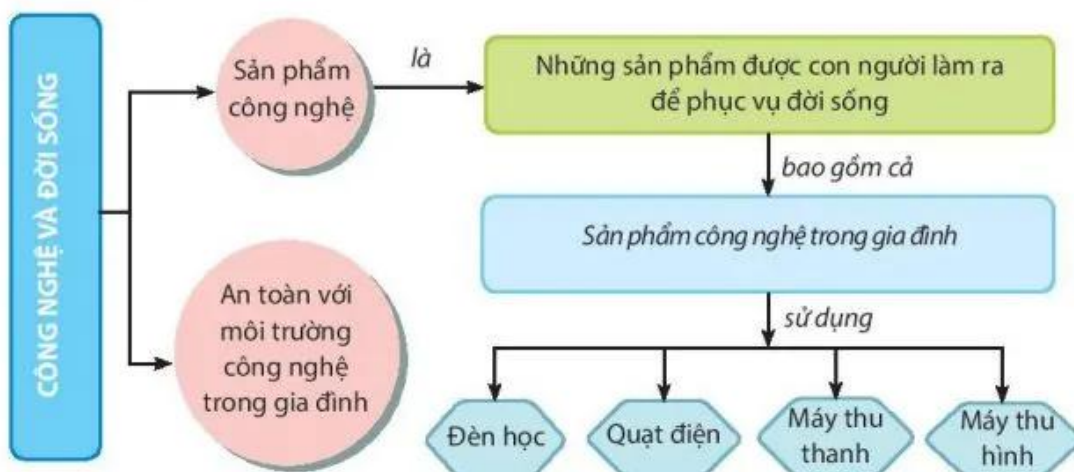 CÔNG NGHỆ VÀ ĐỜI SỐNG
Sản phẩm
công nghệ
là
Những sản phẩm được con người làm ra
để phục vụ đời sống
bao gồm cả
Sản phẩm công nghệ trong gia đình
sử dụng
Đèn học
Quạt điện
Máy thu
thanh
Máy thu
hình
An toàn với
môi trường
công nghệ
trong gia đình